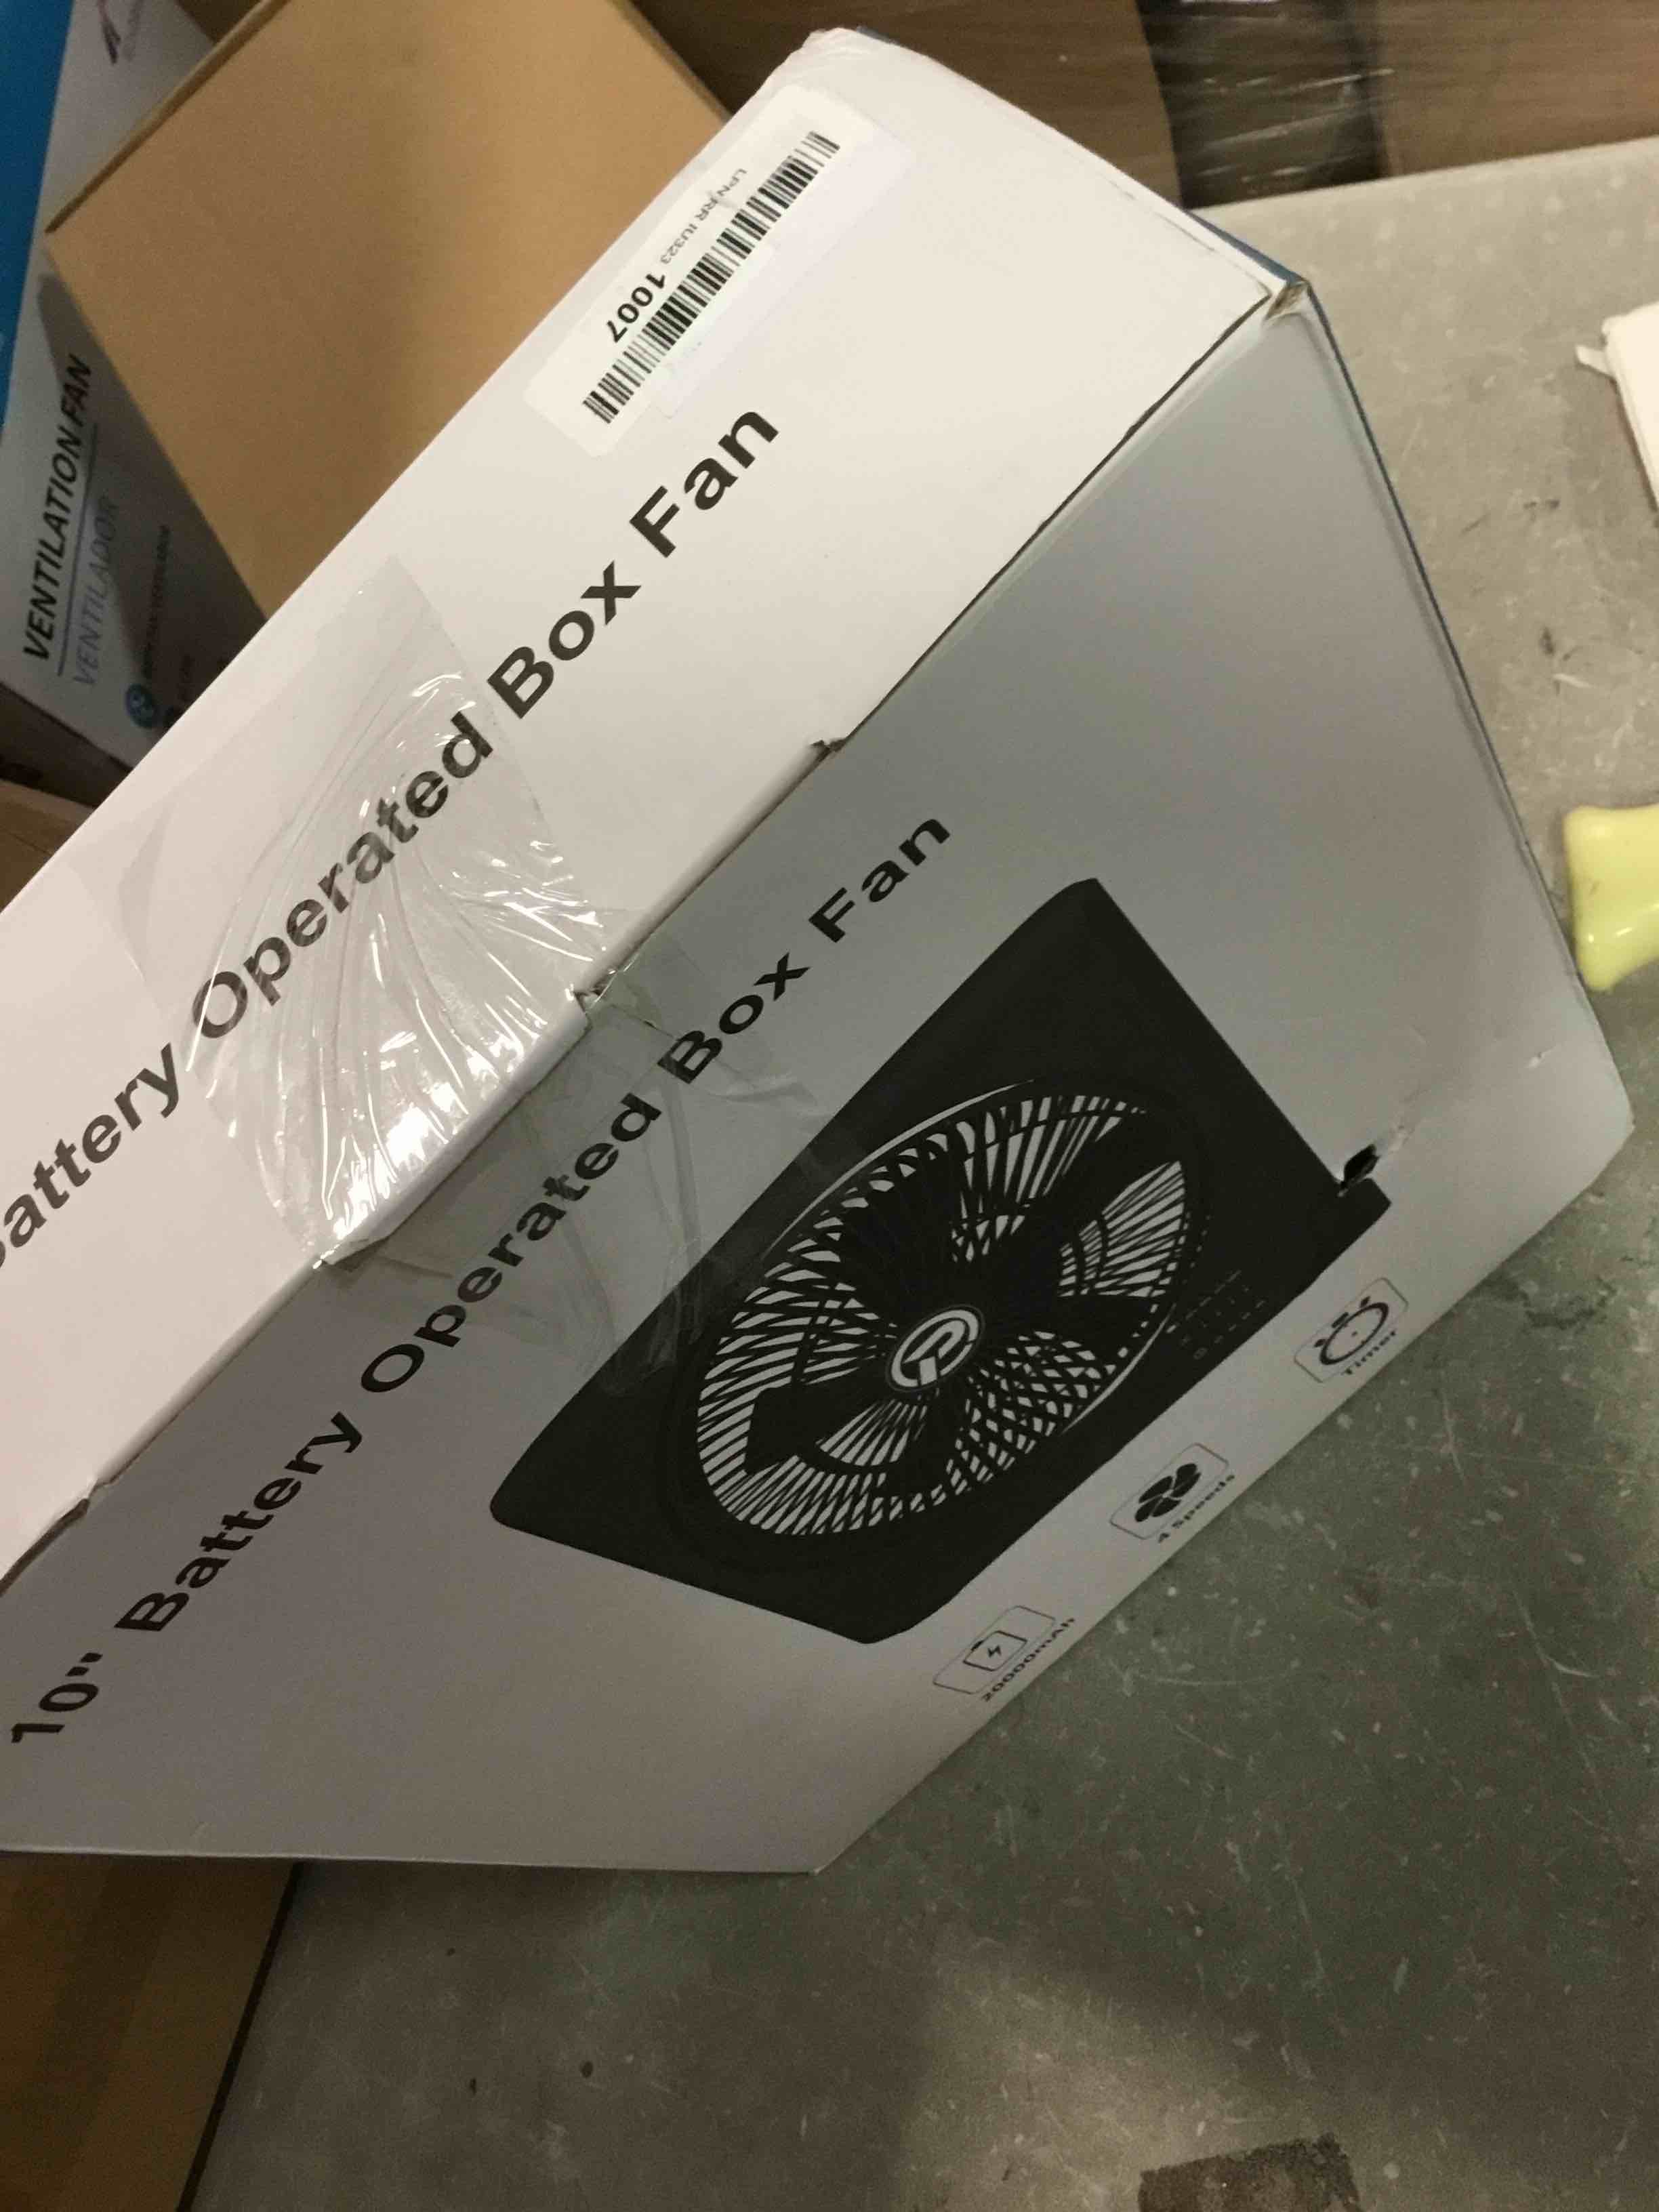 VENTILATION FAN
VENTILADOR
LPN RR IU323 1007
Battery Operated Box Fan
10" Battery Operated Box Fan
20000mAh
4 Speeds
Timer